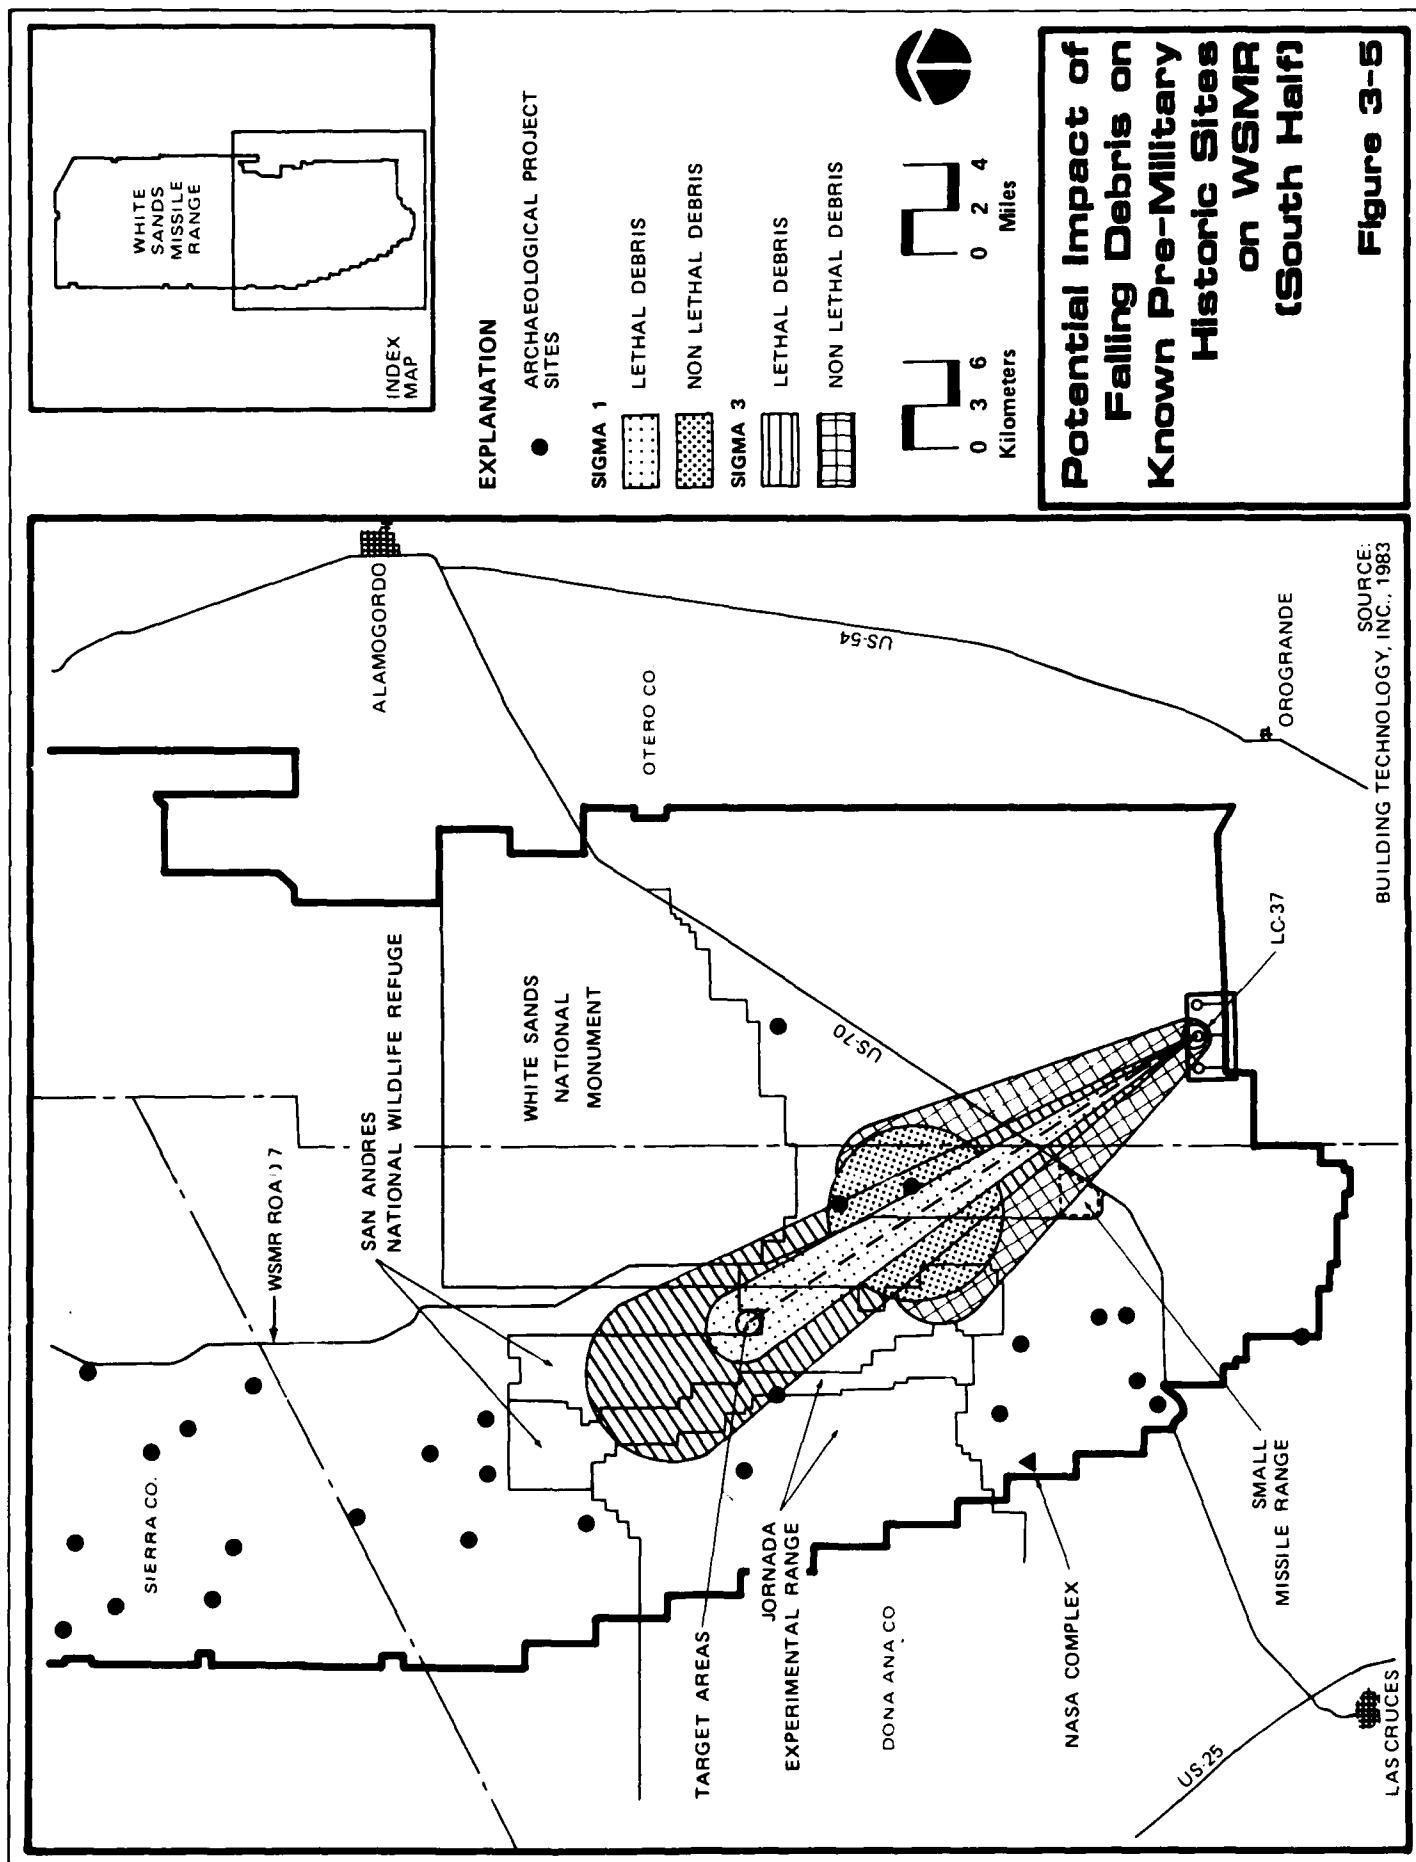 WHITE
SANDS
MISSILE
RANGE
INDEX
MAP
EXPLANATION
ARCHAEOLOGICAL PROJECT
SITES
SIGMA 1
LETHAL DEBRIS
NON LETHAL DEBRIS
SIGMA 3
LETHAL DEBRIS
NON LETHAL DEBRIS
0 3 6
Kilometers
0 2 4
Miles
Potential Impact of
Falling Debris on
Known Pre-Military
Historic Sites
on WSMR
(South Half)
Figure 3-5
ALAMOGORDO
US-54
OTERO CO
OROGRANDE
SOURCE:
BUILDING TECHNOLOGY, INC., 1983
SAN ANDRES
NATIONAL WILDLIFE REFUGE
WSMR ROAD 7
WHITE SANDS
NATIONAL
MONUMENT
US-70
LC-37
SIERRA CO.
TARGET AREAS
JORNADA
EXPERIMENTAL RANGE
DONA ANA CO
NASA COMPLEX
SMALL
MISSILE RANGE
US-25
LAS CRUCES